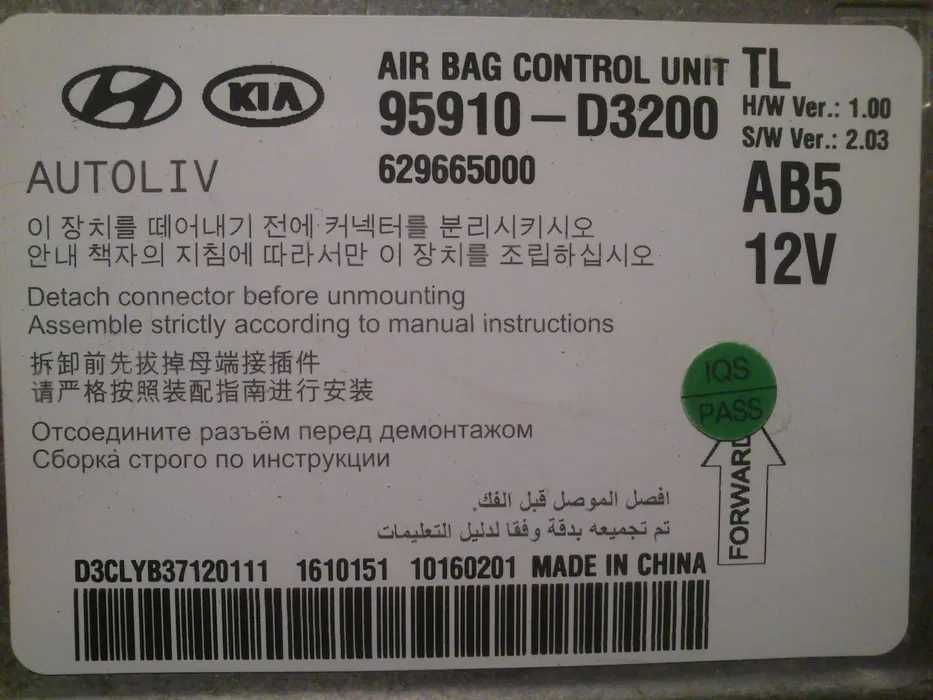 KIA
AIR BAG CONTROL UNIT TL
95910-D3200
H/W Ver.: 1.00
S/W Ver.: 2.03
AUTOLIV
629665000
AB5
12V
이 장치를 떼어내기 전에 커넥터를 분리시키시오
안내 책자의 지침에 따라서만 이 장치를 조립하십시오
Detach connector before unmounting
Assemble strictly according to manual instructions
拆卸前先拔掉母端接插件
请严格按照装配指南进行安装
IQS
PASS
Отсоедините разъём перед демонтажом
Сборка строго по инструкции
FORWARD
افصل الموصل قبل الفك.
تم تجميعه بدقة وفقا لدليل التعليمات
D3CLYB37120111 1610151 10160201 MADE IN CHINA